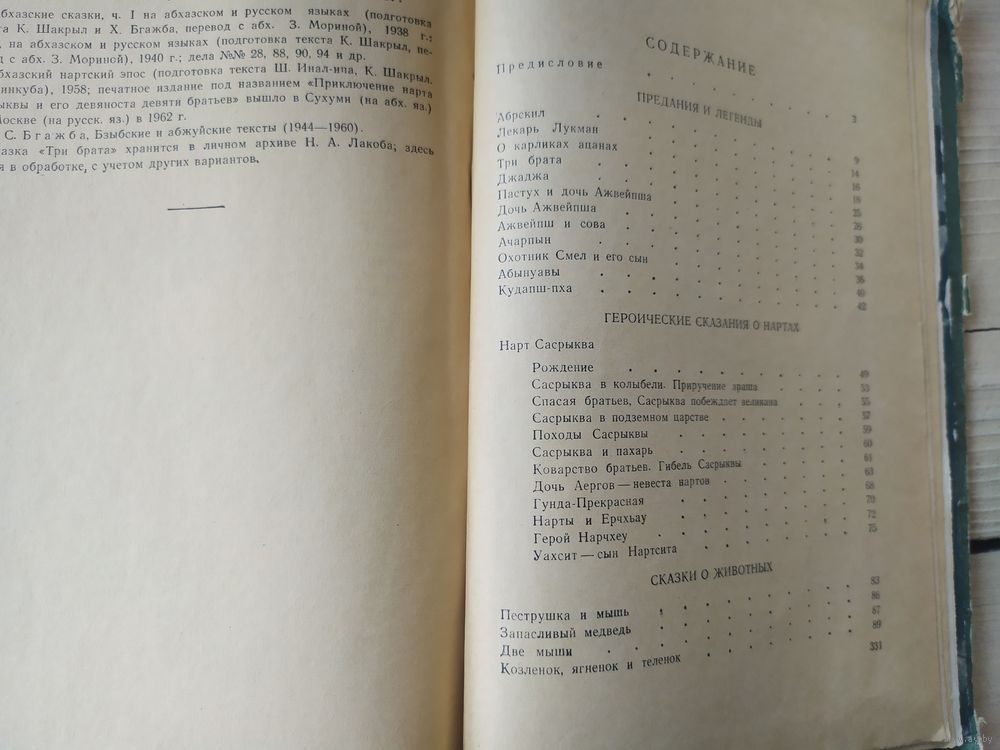 бхазские сказки, ч. I на абхазском и русском языках (подготовка
та К. Шакрыл и Х. Бгажба, перевод с абх. З. Мориной), 1938 г.;
, на абхазском и русском языках (подготовка текста К. Шакрыл, пе-
д с абх. З. Мориной), 1940 г.; дела №№ 28, 88, 90, 94 и др.
бхазский нартский эпос (подготовка текста Ш. Инал-ипа, К. Шакрыл.
инкуба), 1958; печатное издание под названием «Приключение нарта
рыквы и его девяноста девяти братьев» вышло в Сухуми (на абх. яз.)
Москве (на русск. яз.) в 1962 г.
С. Бгажба, Бзыбские и абжуйские тексты (1944—1960).
казка «Три брата» хранится в личном архиве Н. А. Лакоба; здесь
я в обработке, с учетом других вариантов.
СОДЕРЖАНИЕ
Предисловие 3
ПРЕДАНИЯ И ЛЕГЕНДЫ
Абрскил 9
Лекарь Лукман 14
О карликах ацанах 16
Три брата 18
Джаджа 25
Пастух и дочь Ажвейпша 26
Дочь Ажвейпша 30
Ажвейпш и сова 32
Ачарпын 34
Охотник Смел и его сын 36
Абынуавы 40
Кудапш-пха 42
ГЕРОИЧЕСКИЕ СКАЗАНИЯ О НАРТАХ
Нарт Сасрыква
Рождение 49
Сасрыква в колыбели. Приручение араша 53
Спасая братьев, Сасрыква побеждает великана 55
Сасрыква в подземном царстве 57
Походы Сасрыквы 59
Сасрыква и пахарь 60
Коварство братьев. Гибель Сасрыквы 61
Дочь Аергов — невеста нартов 63
Гунда-Прекрасная 68
Нарты и Ерчхьау 70
Герой Нарчхеу 72
Уахсит — сын Нартсита 75
СКАЗКИ О ЖИВОТНЫХ
Пеструшка и мышь 83
Запасливый медведь 86
Две мыши 87
Козленок, ягненок и теленок 89
331